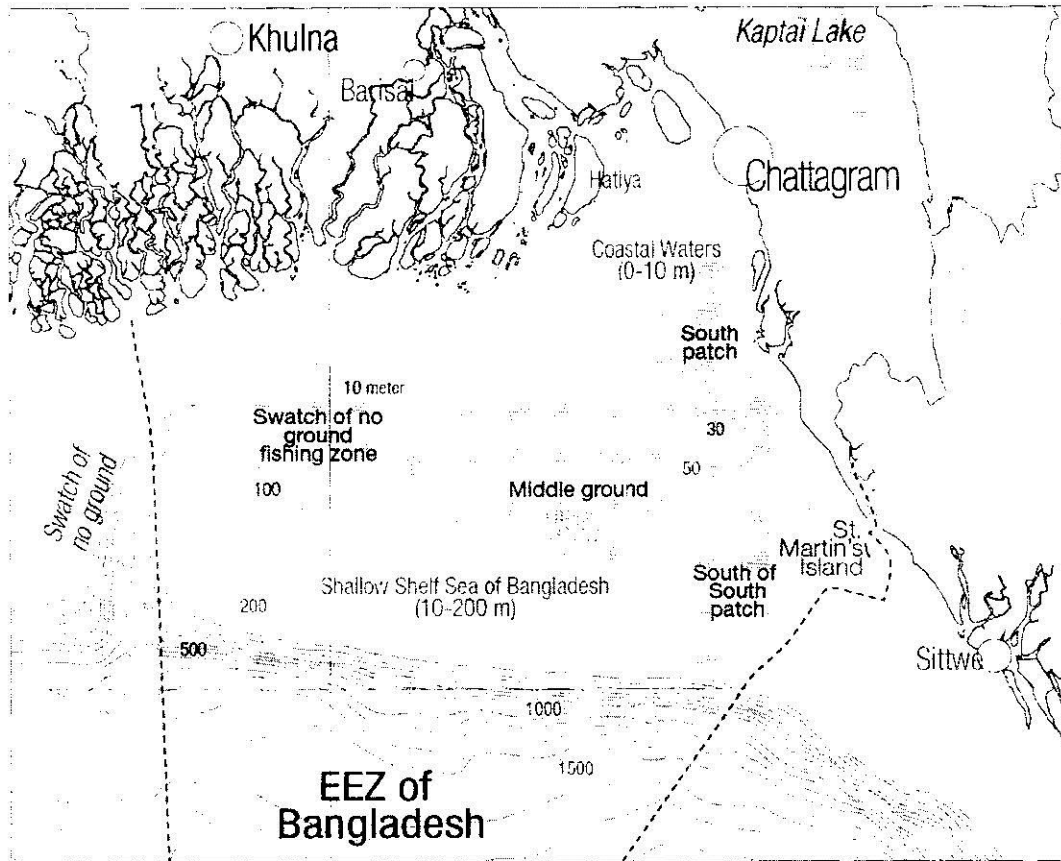 Khulna
Kaptai Lake
Barisal
Chattagram
Hatiya
Coastal Waters
(0-10 m)
South
patch
10 meter
Swatch of no
ground
fishing zone
30
50
Swatch of
no ground
100
Middle ground
St.
Martin's
Island
South of
South
patch
Shallow Shelf Sea of Bangladesh
(10-200 m)
200
500
Sittwe
1000
1500
EEZ of
Bangladesh